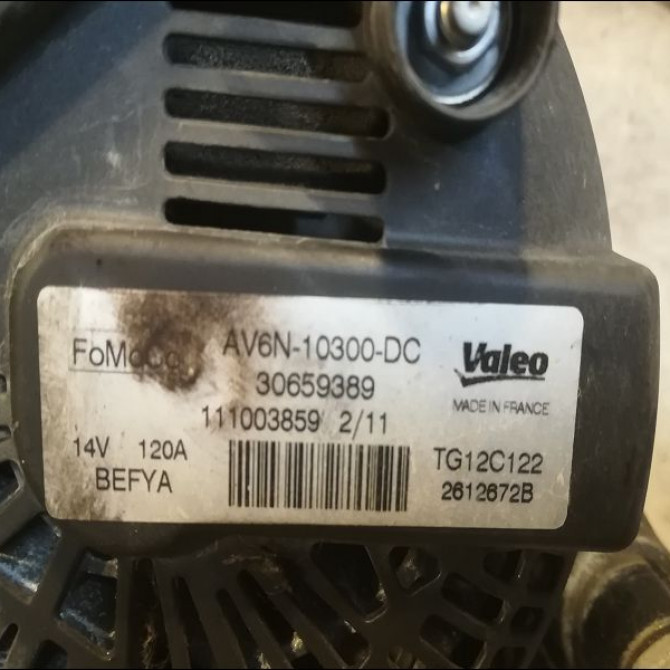 FoMoCo AV6N-10300-DC Valeo
30659389
MADE IN FRANCE
111003859 2/11
14V 120A TG12C122
BEFYA 2612672B